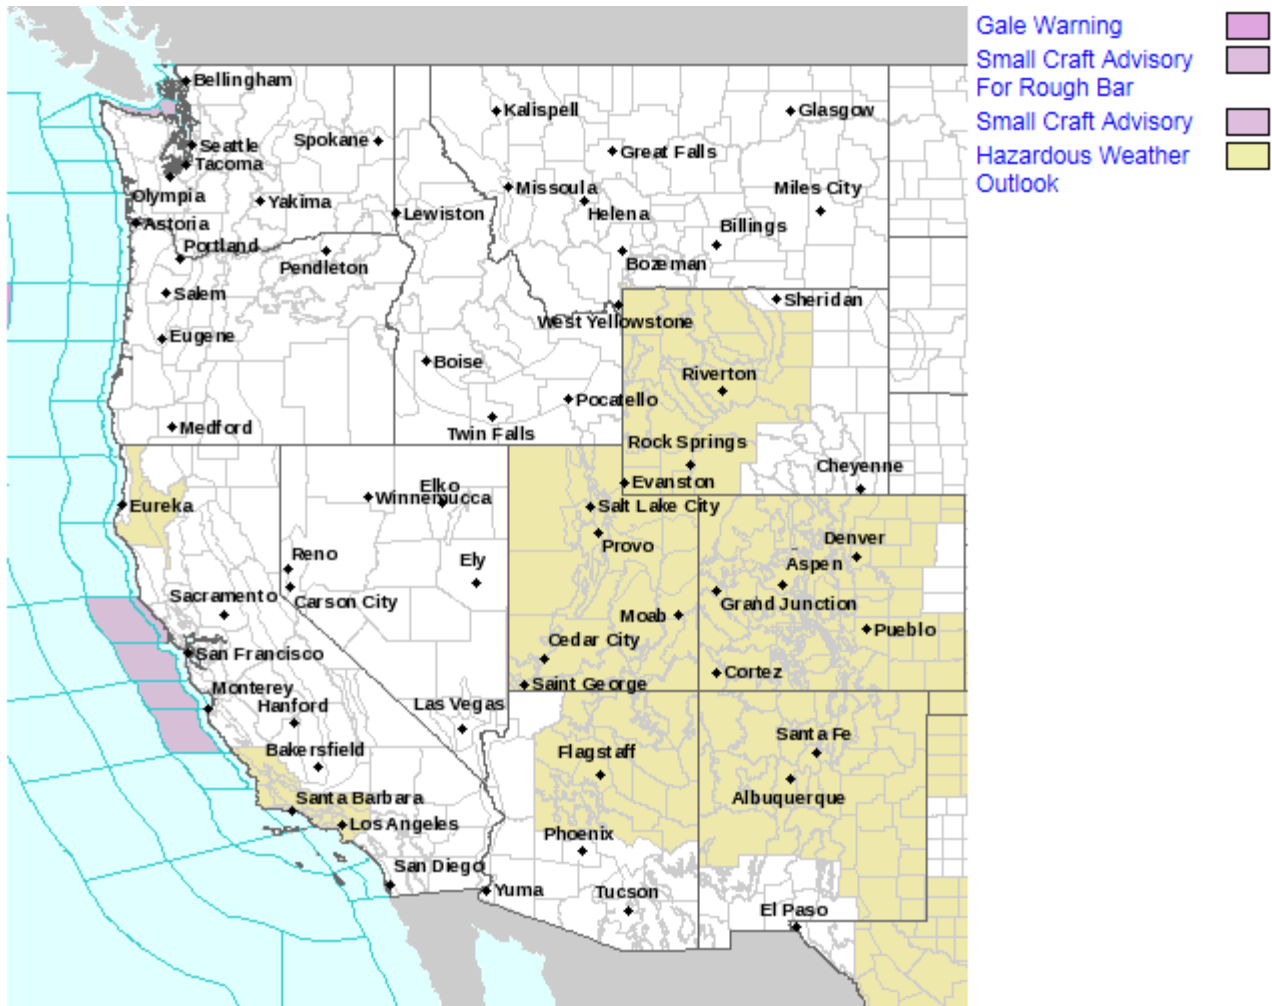 Gale Warning
Small Craft Advisory
For Rough Bar
Small Craft Advisory
Hazardous Weather
Outlook
Bellingham
Kalispell
Glasgow
Spokane
Seattle
Great Falls
Tacoma
Missoula
Miles City
Olympia
Yakima
Lewiston
Helena
Astoria
Billings
Portland
Pendleton
Bozeman
Salem
Sheridan
West Yellowstone
Eugene
Boise
Riverton
Pocatello
Medford
Twin Falls
Rock Springs
Cheyenne
Evanston
Elko
Winnemucca
Eureka
Salt Lake City
Denver
Provo
Reno
Ely
Aspen
Sacramento
Carson City
Grand Junction
Moab
Pueblo
Cedar City
San Francisco
Cortez
Saint George
Monterey
Hanford
Las Vegas
Santa Fe
Bakersfield
Flagstaff
Santa Barbara
Albuquerque
Los Angeles
Phoenix
San Diego
Yuma
Tucson
El Paso